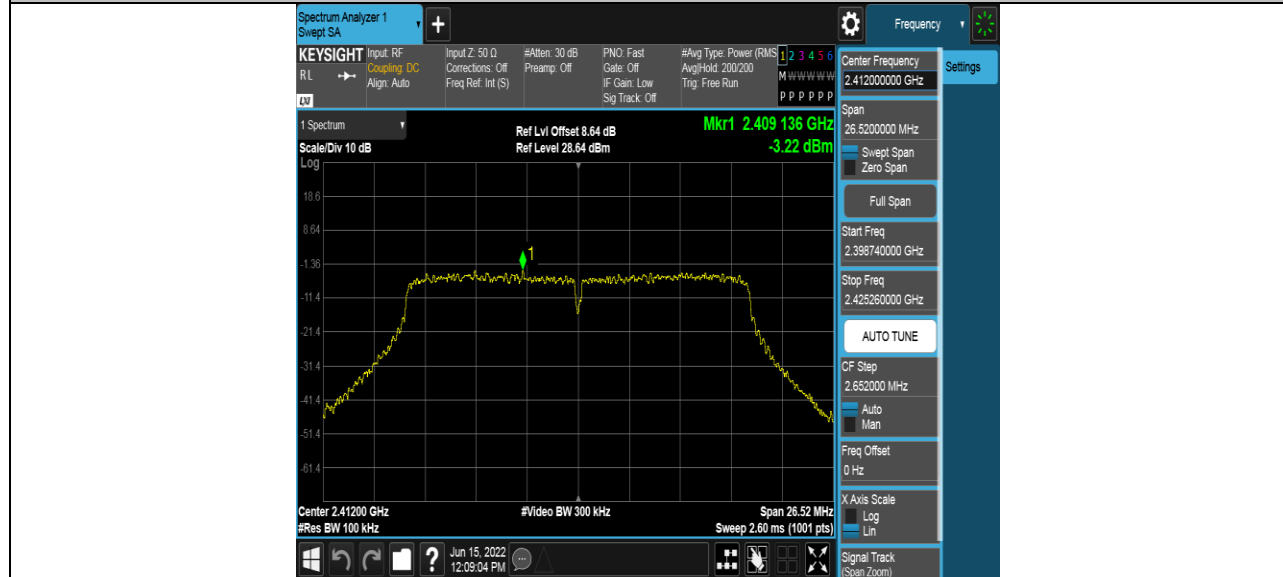 Spectrum Analyzer 1
Swept SA
+
Frequency
KEYSIGHT
RL
LXI
Input: RF
Coupling: DC
Align: Auto
Input Z: 50 Ω
Corrections: Off
Freq Ref: Int (S)
#Atten: 30 dB
Preamp: Off
PNO: Fast
Gate: Off
IF Gain: Low
Sig Track: Off
#Avg Type: Power (RMS
Avg|Hold: 200/200
Trig: Free Run
1 2 3 4 5 6
M W W W W W
P P P P P P
1 Spectrum
Scale/Div 10 dB
Ref Lvl Offset 8.64 dB
Ref Level 28.64 dBm
Mkr1 2.409 136 GHz
-3.22 dBm
Log
18.6
8.64
-1.36
-11.4
-21.4
-31.4
-41.4
-51.4
-61.4
1
Center 2.41200 GHz
#Res BW 100 kHz
#Video BW 300 kHz
Span 26.52 MHz
Sweep 2.60 ms (1001 pts)
Center Frequency
2.412000000 GHz
Settings
Span
26.5200000 MHz
Swept Span
Zero Span
Full Span
Start Freq
2.398740000 GHz
Stop Freq
2.425260000 GHz
AUTO TUNE
CF Step
2.652000 MHz
Auto
Man
Freq Offset
0 Hz
X Axis Scale
Log
Lin
Signal Track
(Span Zoom)
?
Jun 15, 2022
12:09:04 PM